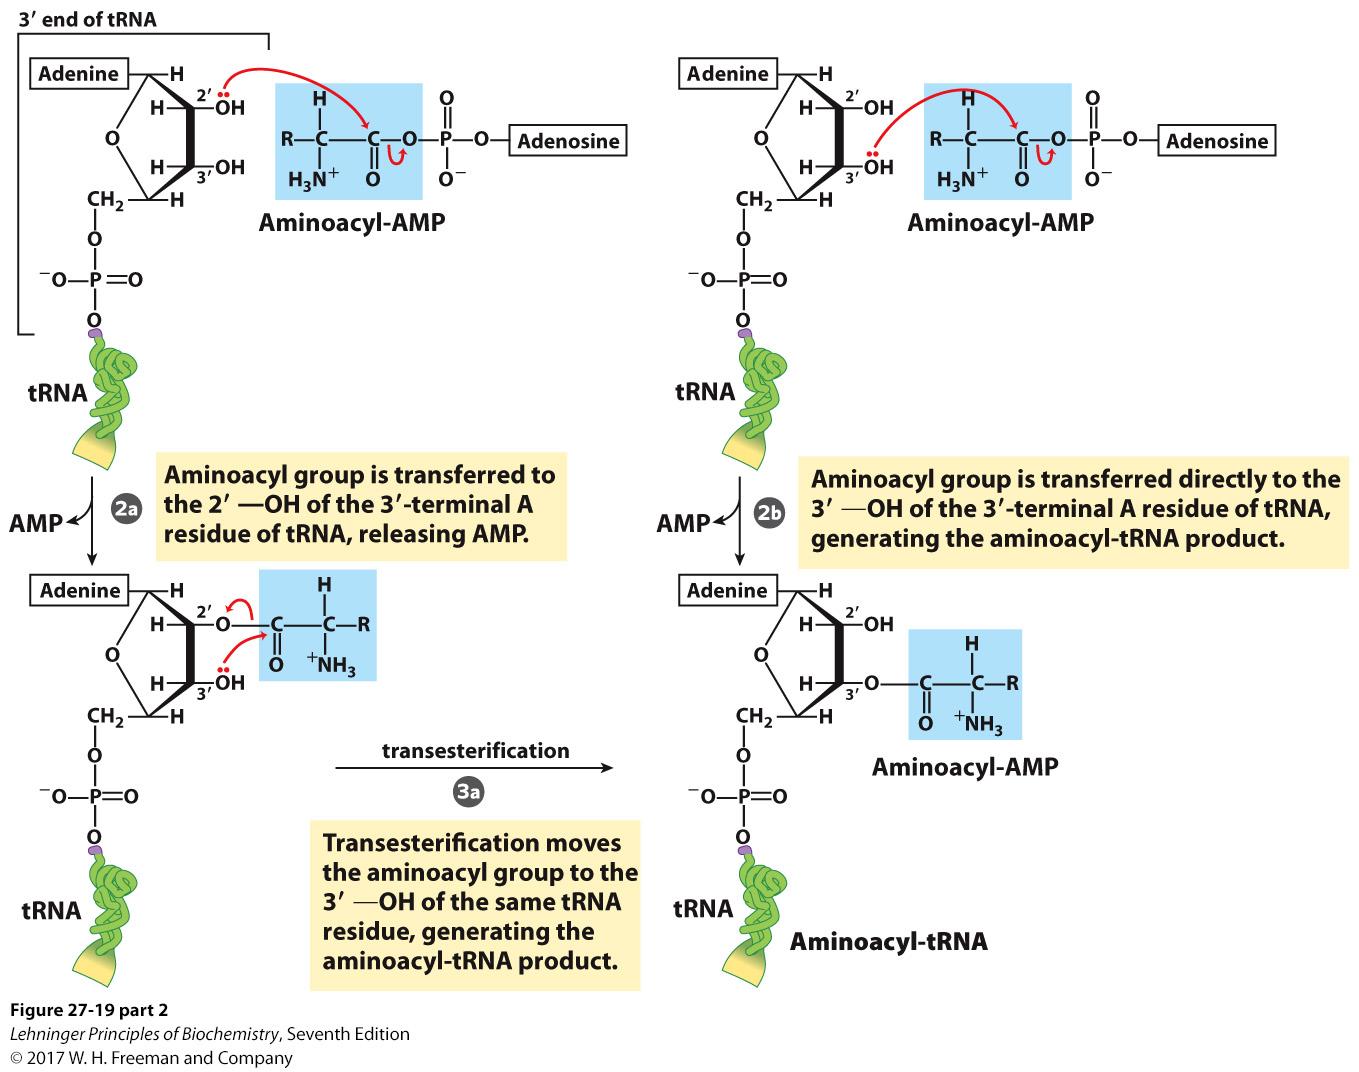 3′ end of tRNA
Adenine
H
H
2′
OH
O
H
3′
OH
CH₂
H
O
⁻O—P=O
O
tRNA
H
R—C—C—O—P—O—Adenosine
O
H₃N⁺
O
O⁻
Aminoacyl-AMP
Adenine
H
H
2′
OH
O
H
3′
OH
CH₂
H
O
⁻O—P=O
O
tRNA
H
R—C—C—O—P—O—Adenosine
O
H₃N⁺
O
O⁻
Aminoacyl-AMP
AMP
2a
Aminoacyl group is transferred to
the 2′ —OH of the 3′-terminal A
residue of tRNA, releasing AMP.
AMP
2b
Aminoacyl group is transferred directly to the
3′ —OH of the 3′-terminal A residue of tRNA,
generating the aminoacyl-tRNA product.
Adenine
H
H
2′
O—C—C—R
H
O
⁺NH₃
O
H
3′
OH
CH₂
H
O
⁻O—P=O
O
tRNA
transesterification
3a
Transesterification moves
the aminoacyl group to the
3′ —OH of the same tRNA
residue, generating the
aminoacyl-tRNA product.
Adenine
H
H
2′
OH
O
H
3′
O—C—C—R
H
O
⁺NH₃
CH₂
H
Aminoacyl-AMP
O
⁻O—P=O
O
tRNA
Aminoacyl-tRNA
Figure 27-19 part 2
Lehninger Principles of Biochemistry, Seventh Edition
© 2017 W. H. Freeman and Company